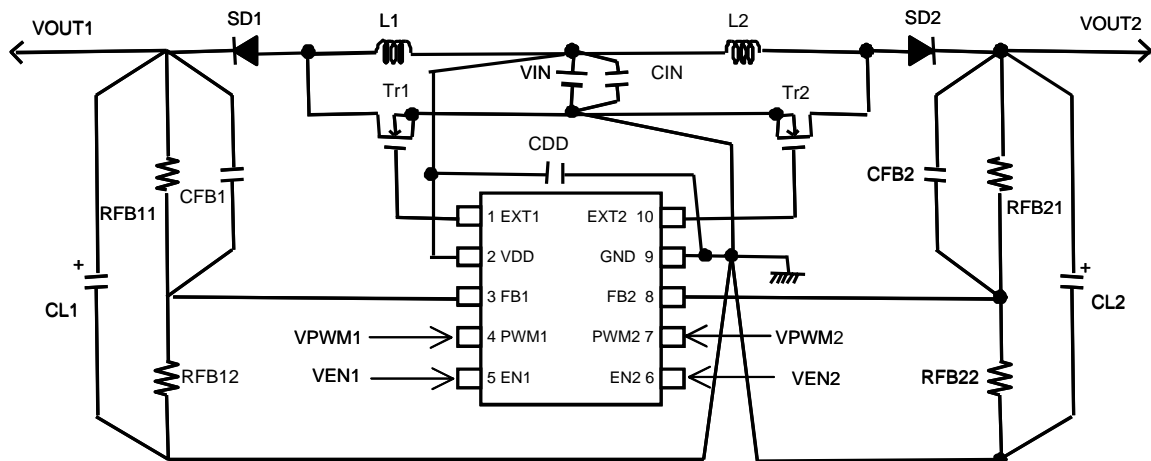 VOUT1
SD1
L1
L2
SD2
VOUT2
VIN
CIN
Tr1
Tr2
CDD
RFB11
CFB1
CFB2
RFB21
1 EXT1
EXT2 10
2 VDD
GND 9
3 FB1
FB2 8
4 PWM1
PWM2 7
5 EN1
EN2 6
+
CL1
+
CL2
VPWM1
VPWM2
VEN1
VEN2
RFB12
RFB22